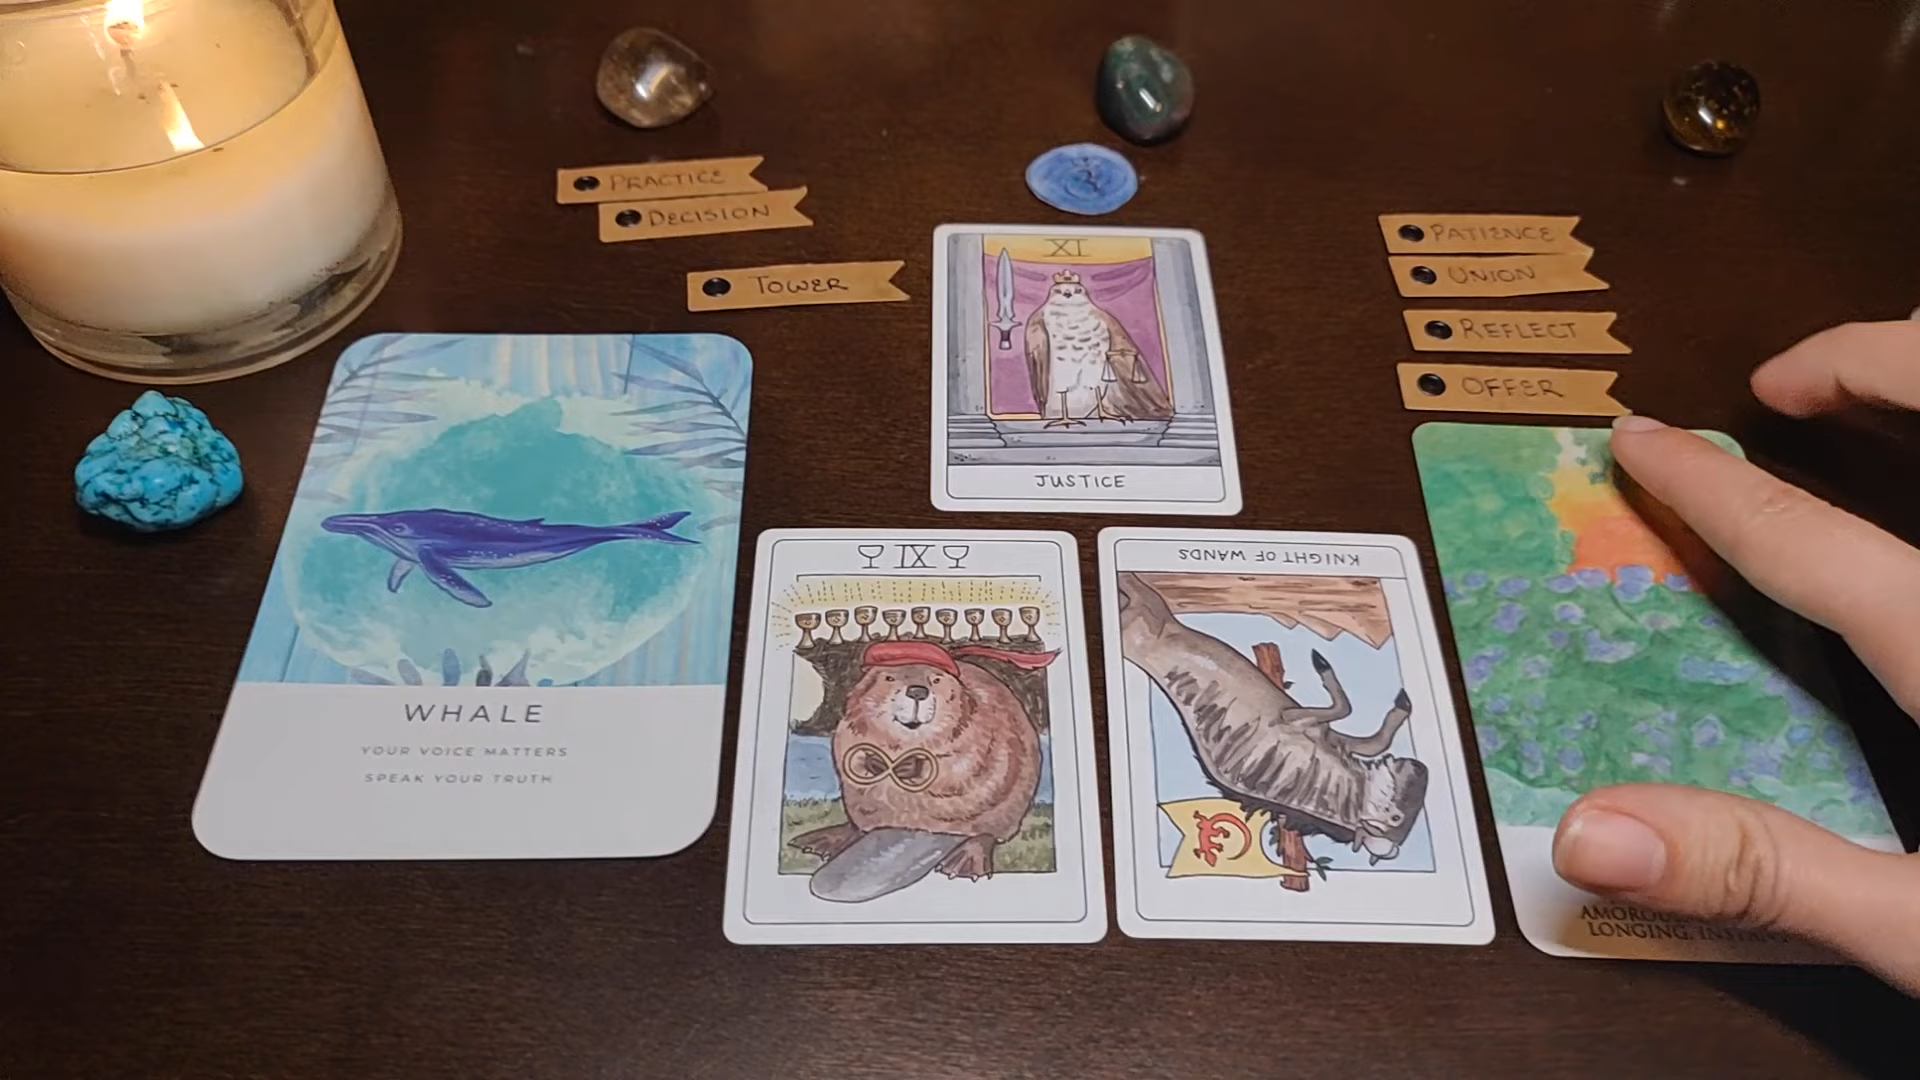 PRACTICE
DECISION
TOWER
PATIENCE
UNION
REFLECT
OFFER
XI
JUSTICE
WHALE
YOUR VOICE MATTERS
SPEAK YOUR TRUTH
IX
KNIGHT OF WANDS
LONGING,